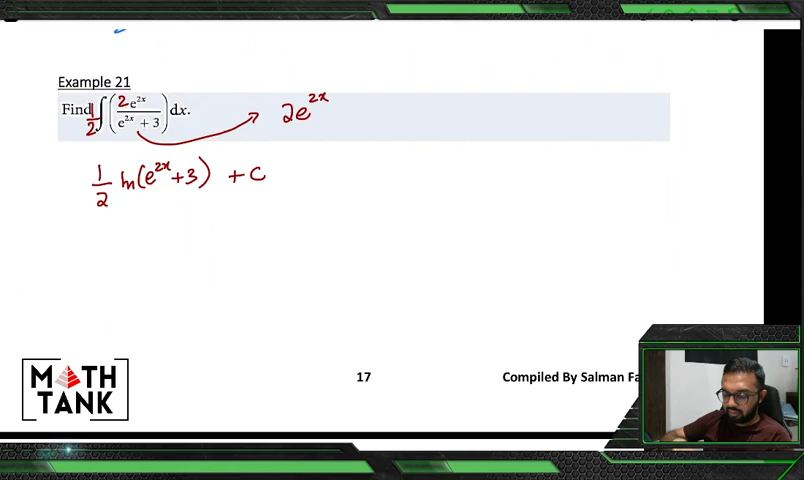 Example 21
Find 1/2 ∫ (2e^{2x} / (e^{2x} + 3)) dx. 2e^{2x}
1/2 ln(e^{2x}+3) + C
MATH
TANK
17
Compiled By Salman